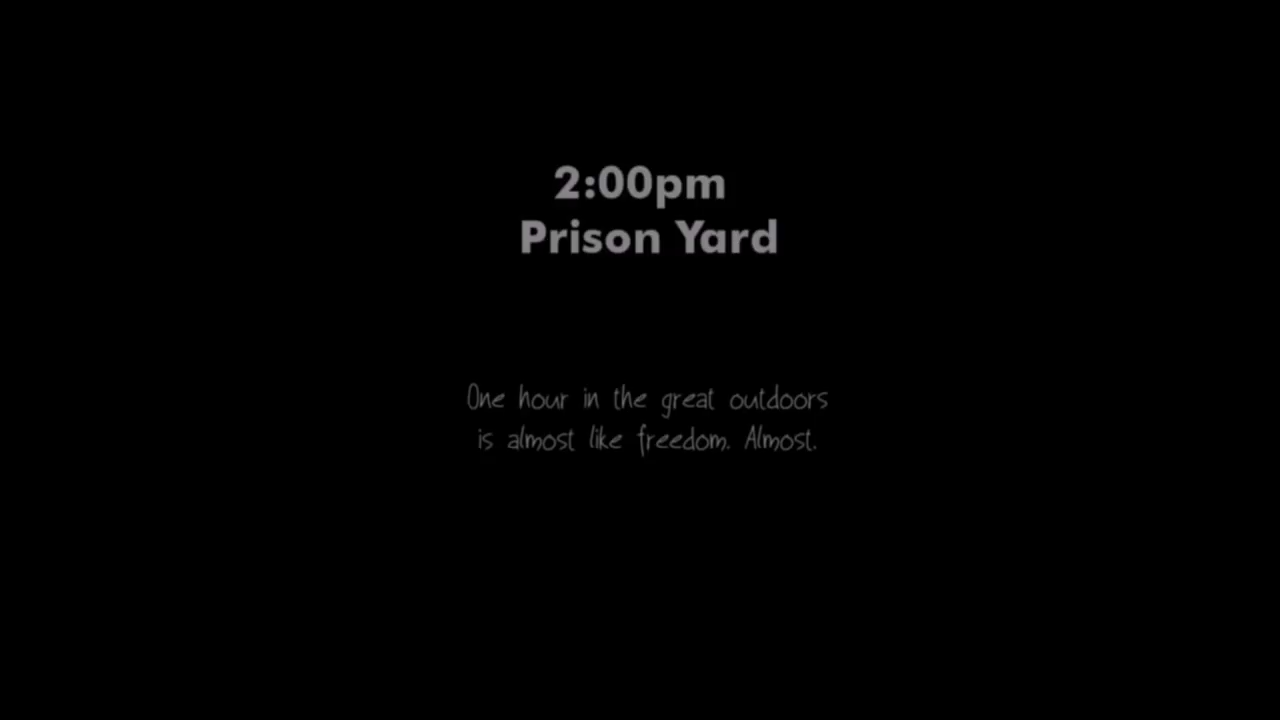 2:00pm
Prison Yard
One hour in the great outdoors
is almost like freedom. Almost.